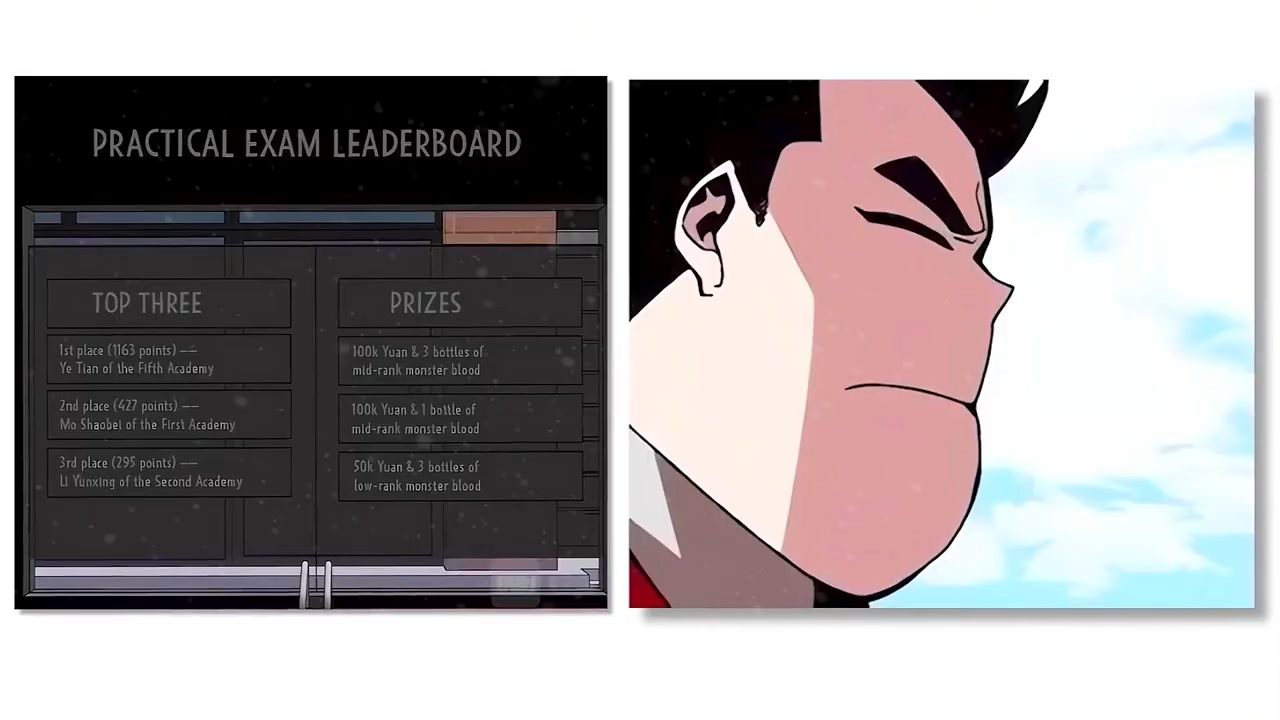 PRACTICAL EXAM LEADERBOARD
TOP THREE
1st place (1163 points) ——
Ye Tian of the Fifth Academy
2nd place (427 points) ——
Mo Shaobei of the First Academy
3rd place (295 points) ——
Li Yunxing of the Second Academy
PRIZES
100k Yuan & 3 bottles of
mid-rank monster blood
100k Yuan & 1 bottle of
mid-rank monster blood
50k Yuan & 3 bottles of
low-rank monster blood